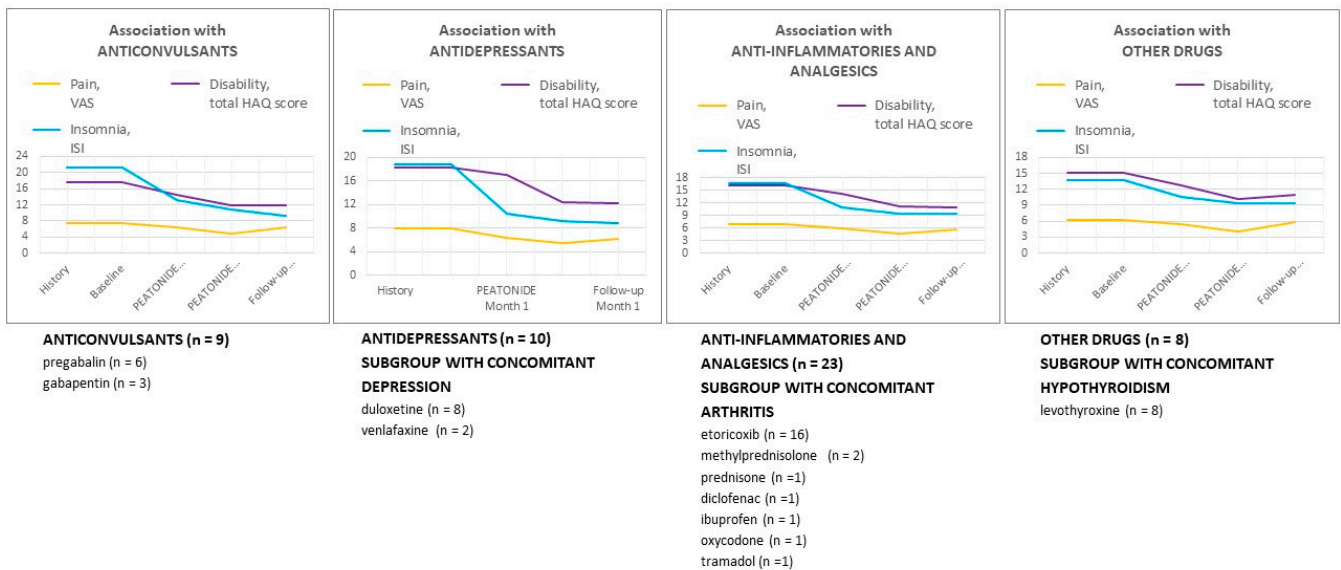 Association with
ANTICONVULSANTS
Pain,
VAS
Disability,
total HAQ score
Insomnia,
ISI
24
20
16
12
8
4
0
History
Baseline
PEATONIDE...
PEATONIDE...
Follow-up...
ANTICONVULSANTS (n = 9)
pregabalin (n = 6)
gabapentin (n = 3)
Association with
ANTIDEPRESSANTS
Pain,
VAS
Disability,
total HAQ score
Insomnia,
ISI
20
16
12
8
4
0
History
PEATONIDE
Month 1
Follow-up
Month 1
ANTIDEPRESSANTS (n = 10)
SUBGROUP WITH CONCOMITANT
DEPRESSION
duloxetine (n = 8)
venlafaxine (n = 2)
Association with
ANTI-INFLAMMATORIES AND
ANALGESICS
Pain,
VAS
Disability,
total HAQ score
Insomnia,
ISI
18
15
12
9
6
3
0
History
Baseline
PEATONIDE...
PEATONIDE...
Follow-up...
ANTI-INFLAMMATORIES AND
ANALGESICS (n = 23)
SUBGROUP WITH CONCOMITANT
ARTHRITIS
etoricoxib (n = 16)
methylprednisolone (n = 2)
prednisone (n =1)
diclofenac (n =1)
ibuprofen (n = 1)
oxycodone (n = 1)
tramadol (n =1)
Association with
OTHER DRUGS
Pain,
VAS
Disability,
total HAQ score
Insomnia,
ISI
18
15
12
9
6
3
0
History
Baseline
PEATONIDE...
PEATONIDE...
Follow-up...
OTHER DRUGS (n = 8)
SUBGROUP WITH CONCOMITANT
HYPOTHYROIDISM
levothyroxine (n = 8)